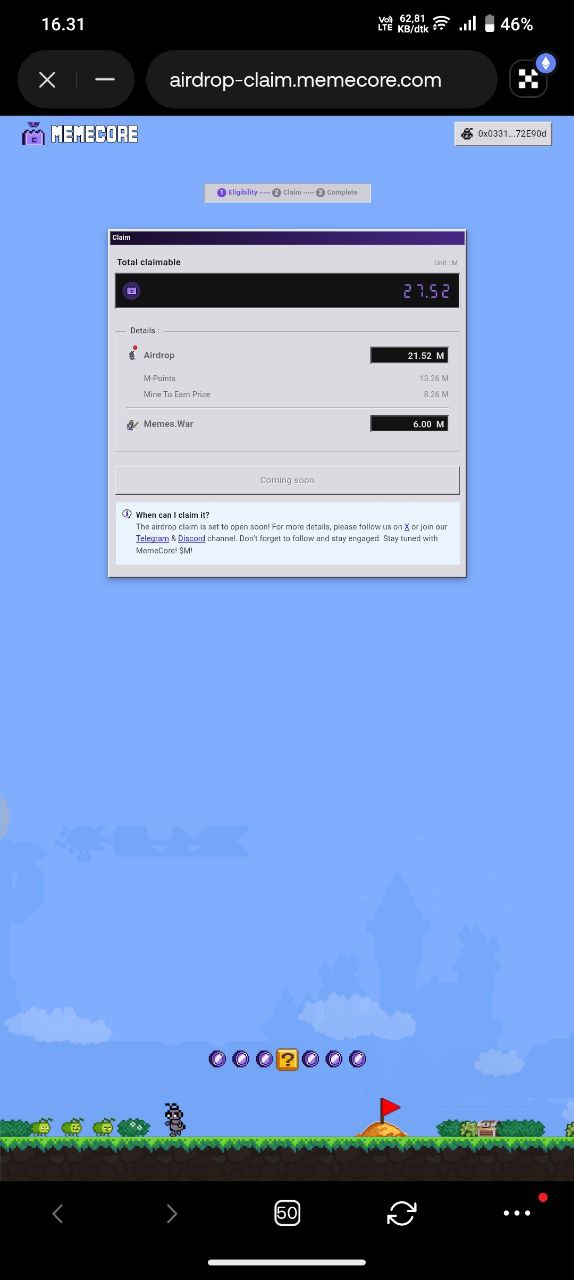 16.31
Vo)) LTE 62,81 KB/dtk 46%
airdrop-claim.memecore.com
MEMECORE
0x0331...72E90d
1 Eligibility ----- 2 Claim ----- 3 Complete
Claim
Total claimable
Unit : M
27.52
Details :
Airdrop 21.52 M
M-Points 13.26 M
Mine To Earn Prize 8.26 M
Memes.War 6.00 M
Coming soon
When can I claim it?
The airdrop claim is set to open soon! For more details, please follow us on X or join our
Telegram & Discord channel. Don't forget to follow and stay engaged. Stay tuned with
MemeCore! $M!
?
50